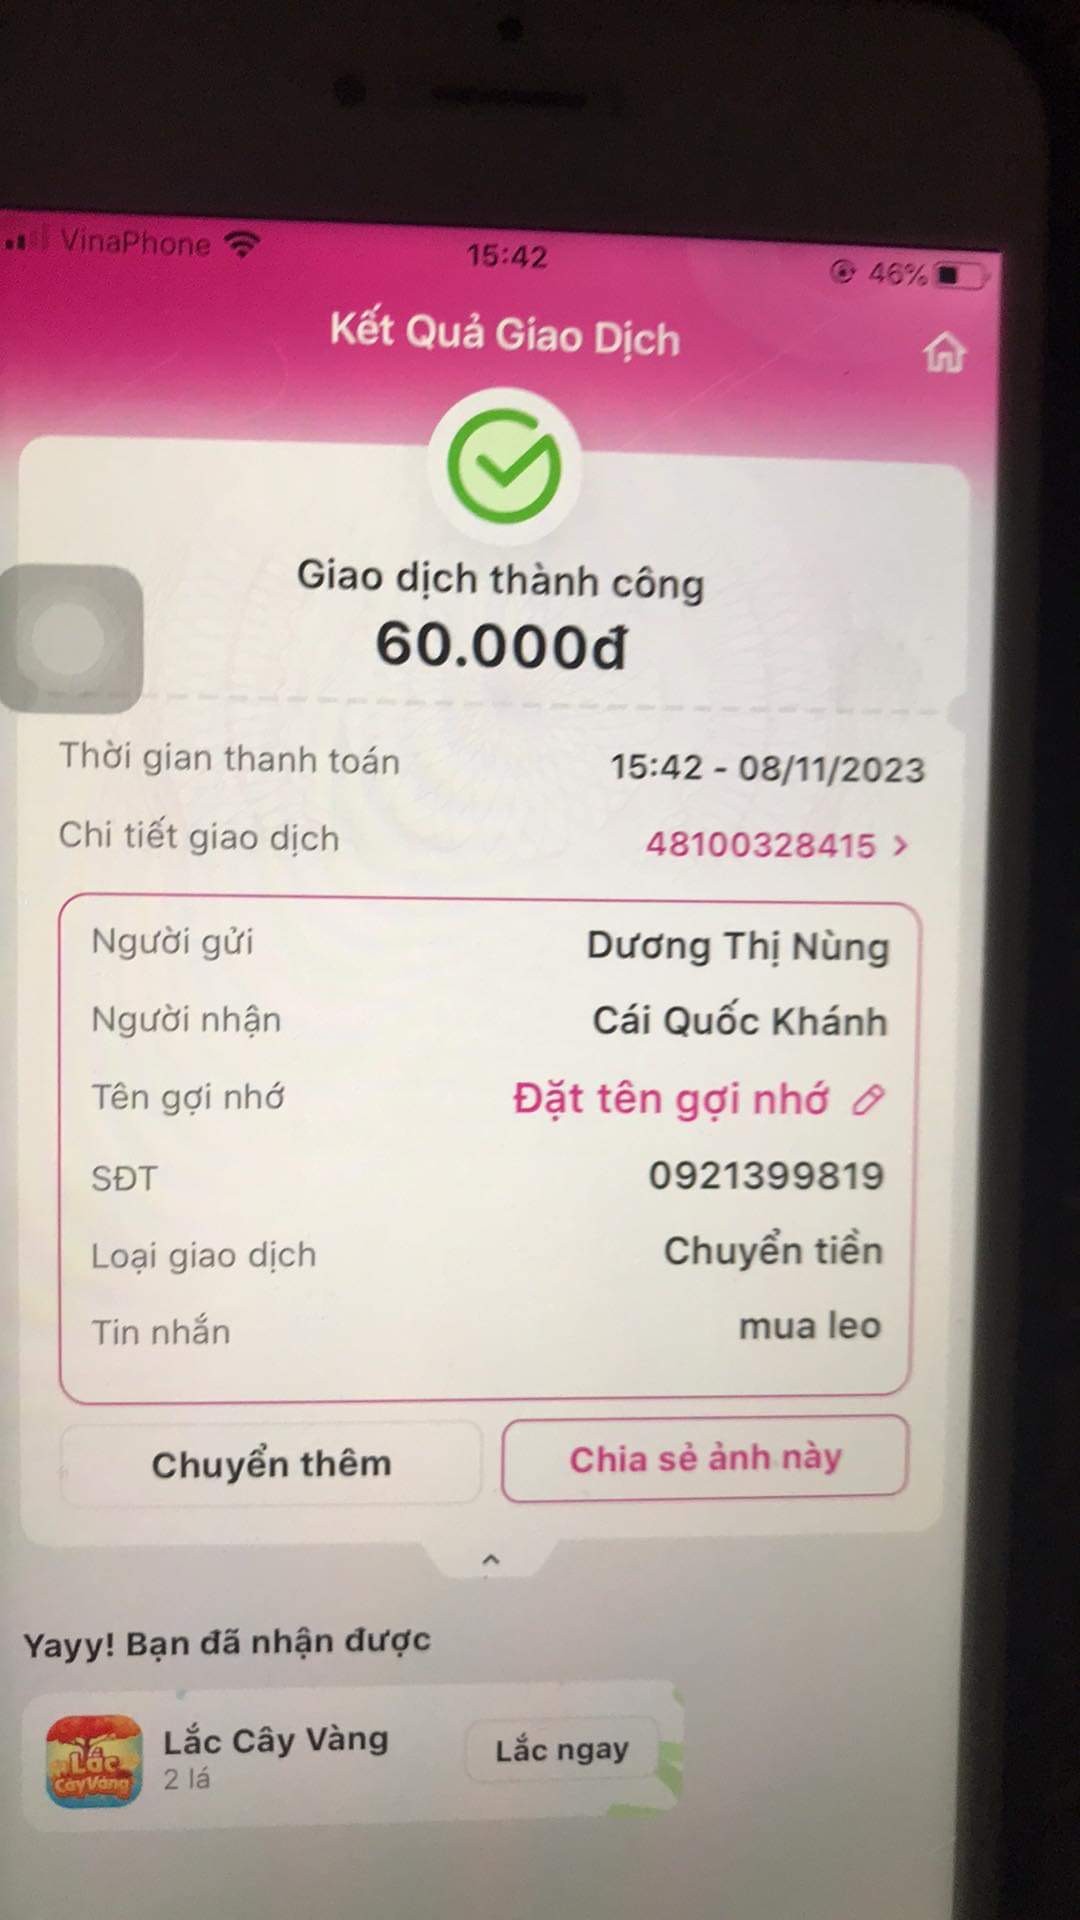 VinaPhone
15:42
46%
Kết Quả Giao Dịch
Giao dịch thành công
60.000đ
Thời gian thanh toán 15:42 - 08/11/2023
Chi tiết giao dịch 48100328415 >
Người gửi Dương Thị Nùng
Người nhận Cái Quốc Khánh
Tên gợi nhớ Đặt tên gợi nhớ
SĐT 0921399819
Loại giao dịch Chuyển tiền
Tin nhắn mua leo
Chuyển thêm Chia sẻ ảnh này
Yayy! Bạn đã nhận được
Lắc
Cây Vàng
Lắc Cây Vàng
2 lá
Lắc ngay